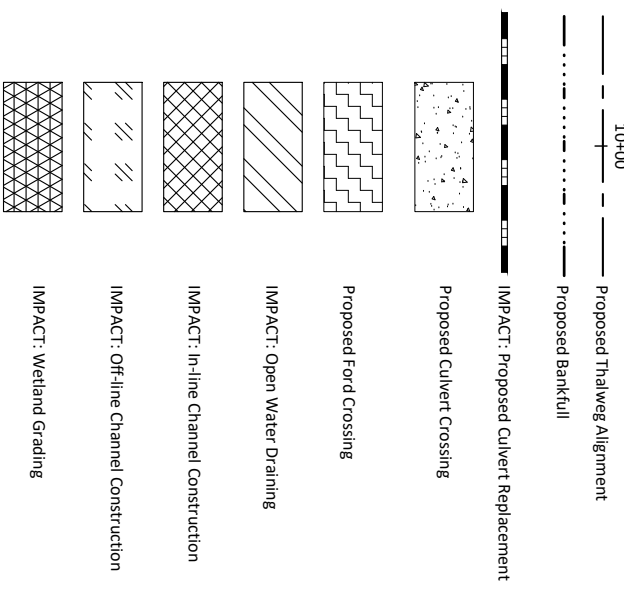 10+00
Proposed Thalweg Alignment
Proposed Bankfull
IMPACT: Proposed Culvert Replacement
Proposed Culvert Crossing
Proposed Ford Crossing
IMPACT: Open Water Draining
IMPACT: In-line Channel Construction
IMPACT: Off-line Channel Construction
IMPACT: Wetland Grading